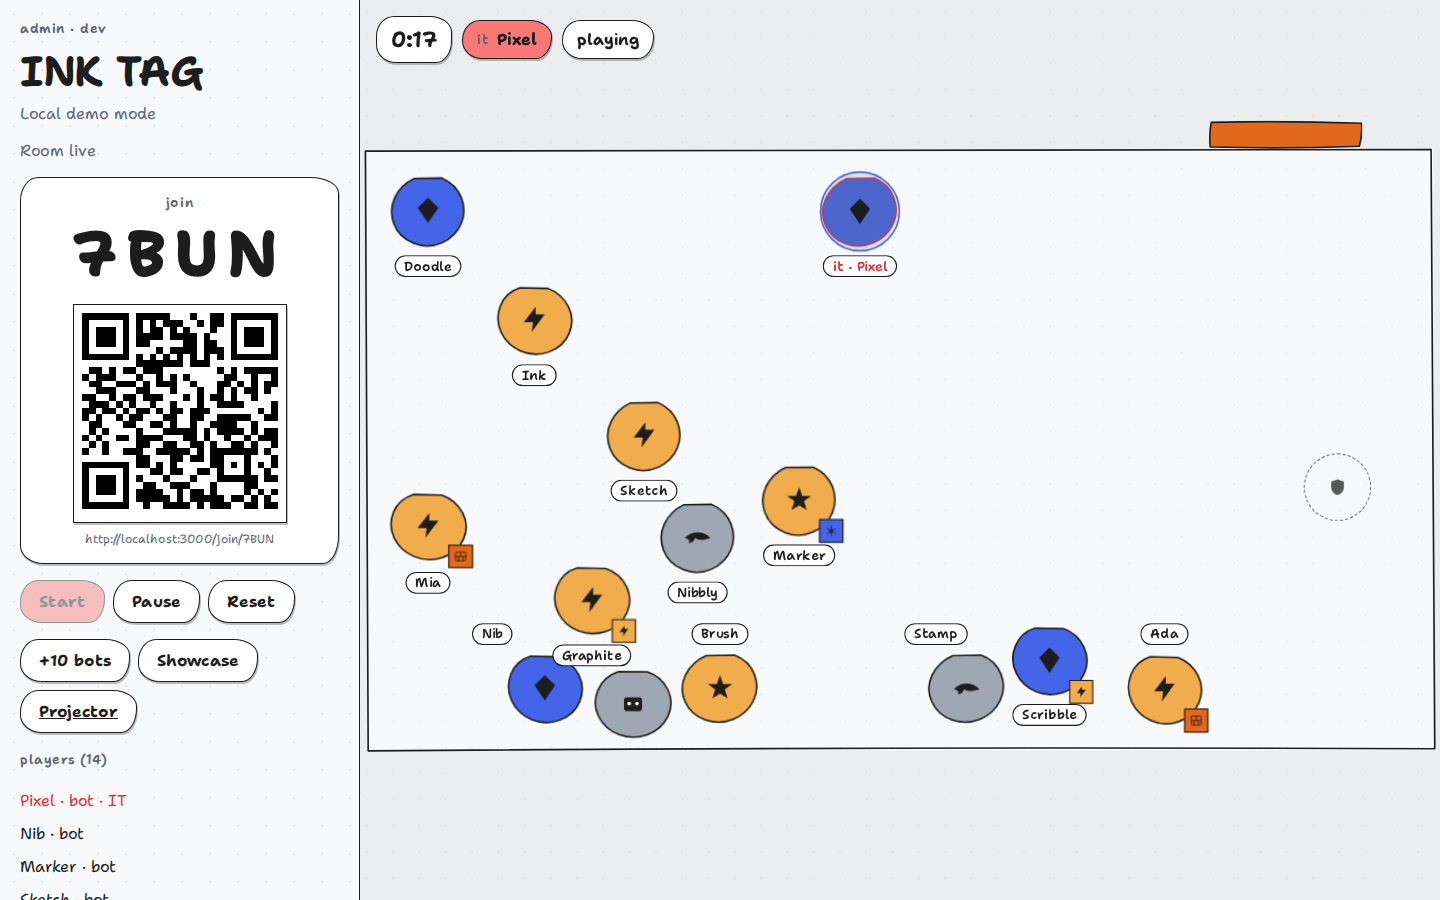 admin · dev
INK TAG
Local demo mode
Room live
join
7BUN
http://localhost:3000/join/7BUN
Start
Pause
Reset
+10 bots
Showcase
Projector
players (14)
Pixel · bot · IT
Nib · bot
Marker · bot
Sketch · bot
0:17
it Pixel
playing
Doodle
it · Pixel
Ink
Sketch
Marker
Mia
Nibbly
Nib
Brush
Stamp
Ada
Graphite
Scribble